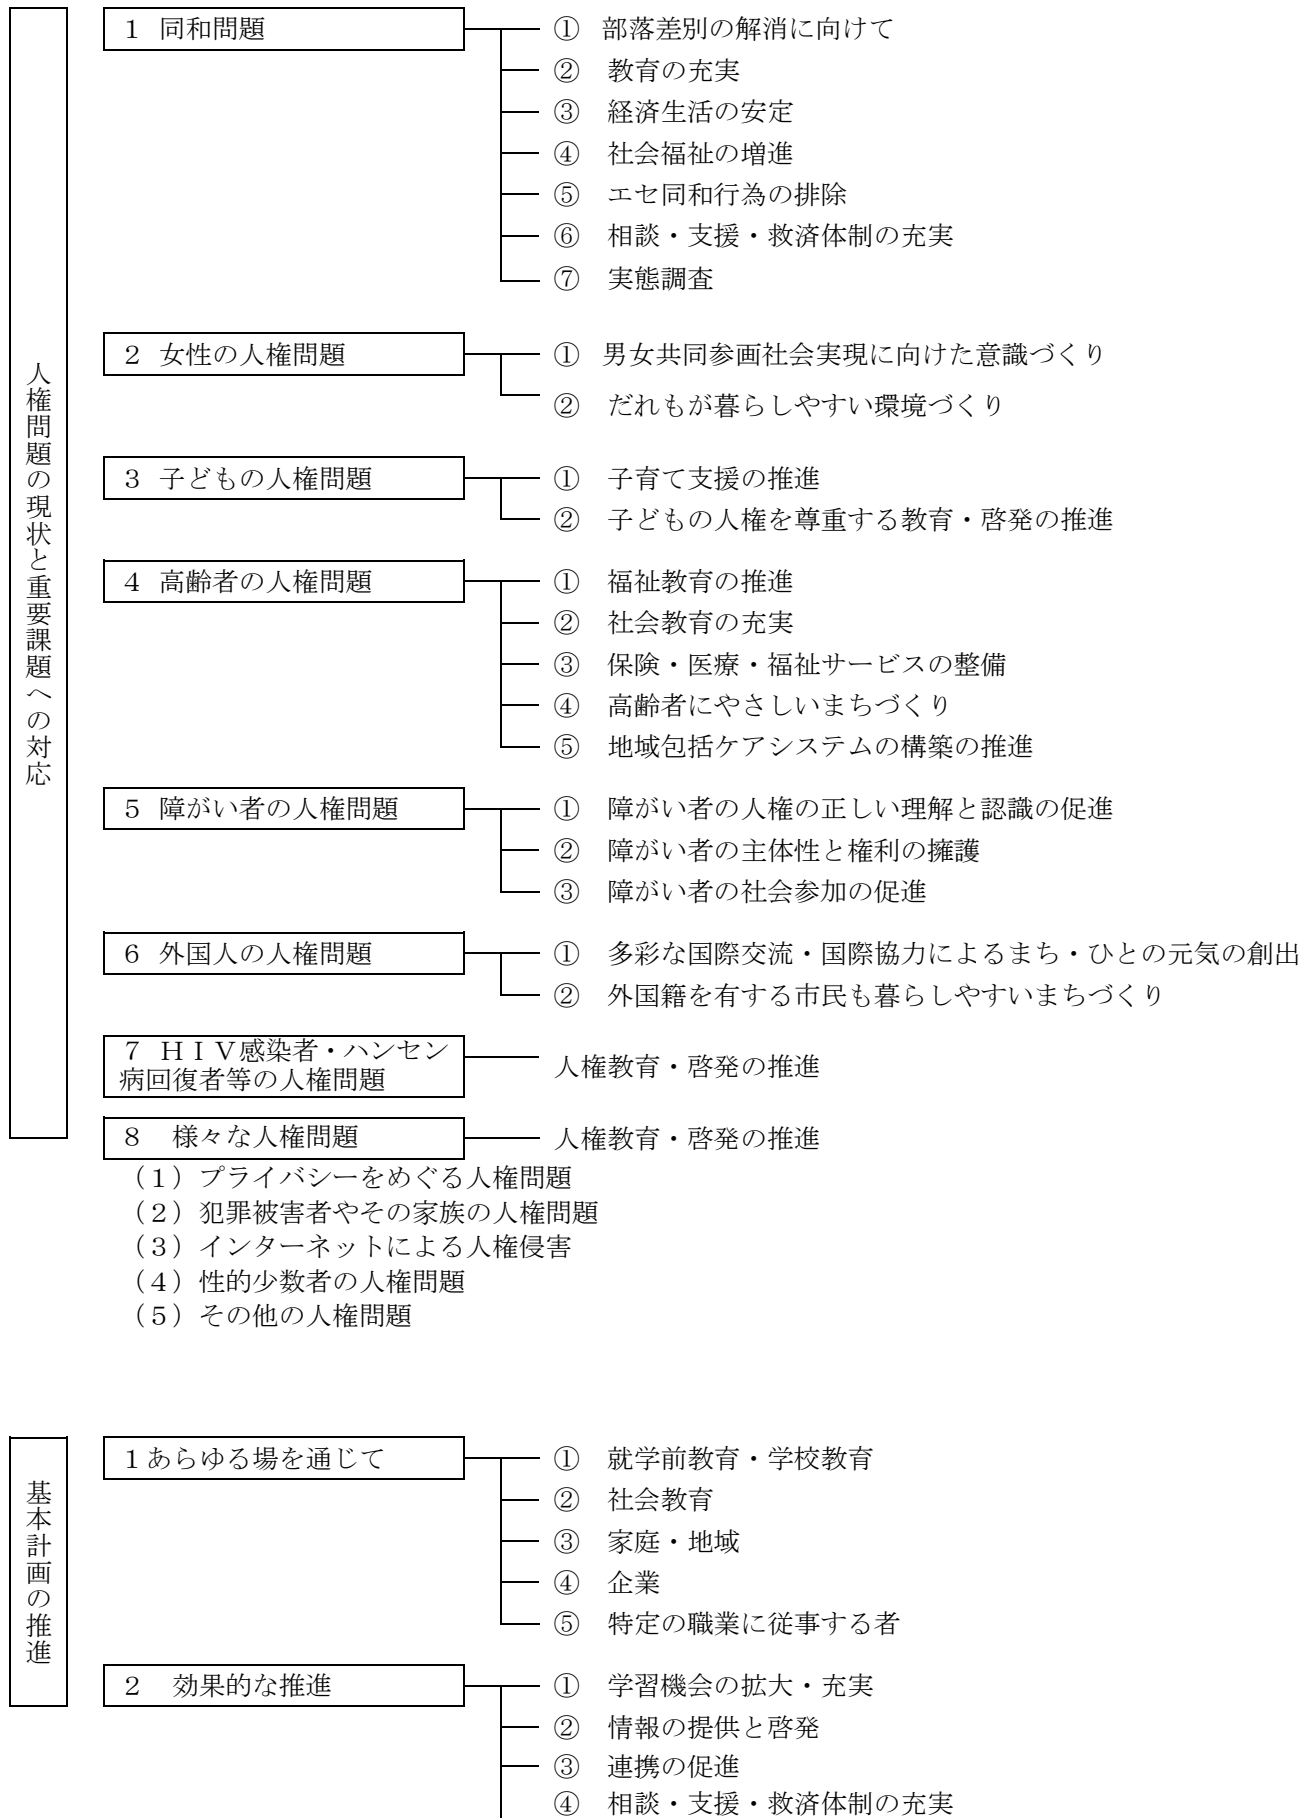 人権問題の現状と重要課題への対応
１ 同和問題
① 部落差別の解消に向けて
② 教育の充実
③ 経済生活の安定
④ 社会福祉の増進
⑤ エセ同和行為の排除
⑥ 相談・支援・救済体制の充実
⑦ 実態調査
２ 女性の人権問題
① 男女共同参画社会実現に向けた意識づくり
② だれもが暮らしやすい環境づくり
３ 子どもの人権問題
① 子育て支援の推進
② 子どもの人権を尊重する教育・啓発の推進
４ 高齢者の人権問題
① 福祉教育の推進
② 社会教育の充実
③ 保険・医療・福祉サービスの整備
④ 高齢者にやさしいまちづくり
⑤ 地域包括ケアシステムの構築の推進
５ 障がい者の人権問題
① 障がい者の人権の正しい理解と認識の促進
② 障がい者の主体性と権利の擁護
③ 障がい者の社会参加の促進
６ 外国人の人権問題
① 多彩な国際交流・国際協力によるまち・ひとの元気の創出
② 外国籍を有する市民も暮らしやすいまちづくり
７ ＨＩＶ感染者・ハンセン
病回復者等の人権問題
人権教育・啓発の推進
８ 様々な人権問題
人権教育・啓発の推進
（１）プライバシーをめぐる人権問題
（２）犯罪被害者やその家族の人権問題
（３）インターネットによる人権侵害
（４）性的少数者の人権問題
（５）その他の人権問題
基本計画の推進
１あらゆる場を通じて
① 就学前教育・学校教育
② 社会教育
③ 家庭・地域
④ 企業
⑤ 特定の職業に従事する者
２ 効果的な推進
① 学習機会の拡大・充実
② 情報の提供と啓発
③ 連携の促進
④ 相談・支援・救済体制の充実